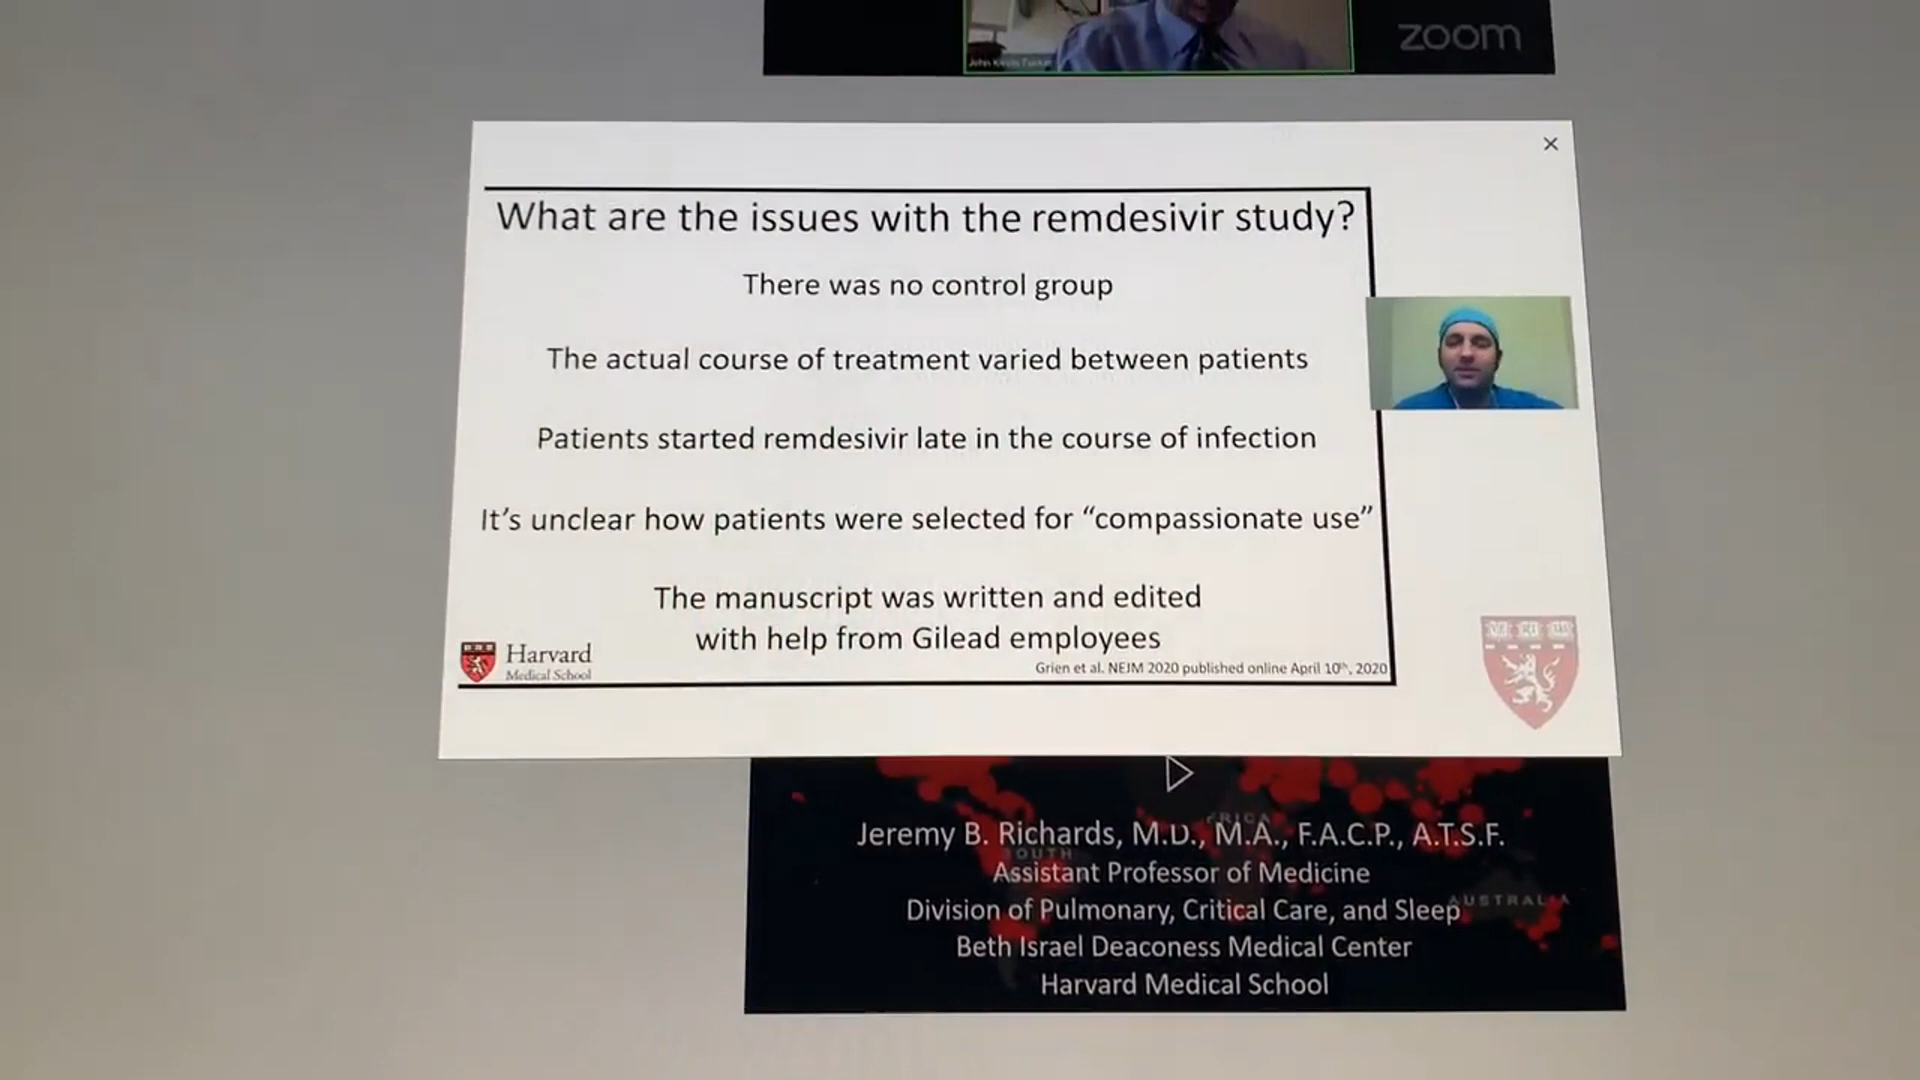 zoom
What are the issues with the remdesivir study?
There was no control group
The actual course of treatment varied between patients
Patients started remdesivir late in the course of infection
It's unclear how patients were selected for “compassionate use”
The manuscript was written and edited
with help from Gilead employees
Harvard
Medical School
Grien et al. NEJM 2020 published online April 10th, 2020
Jeremy B. Richards, M.D., M.A., F.A.C.P., A.T.S.F.
SOUTH
Assistant Professor of Medicine
Division of Pulmonary, Critical Care, and Sleep
AUSTRALIA
Beth Israel Deaconess Medical Center
Harvard Medical School